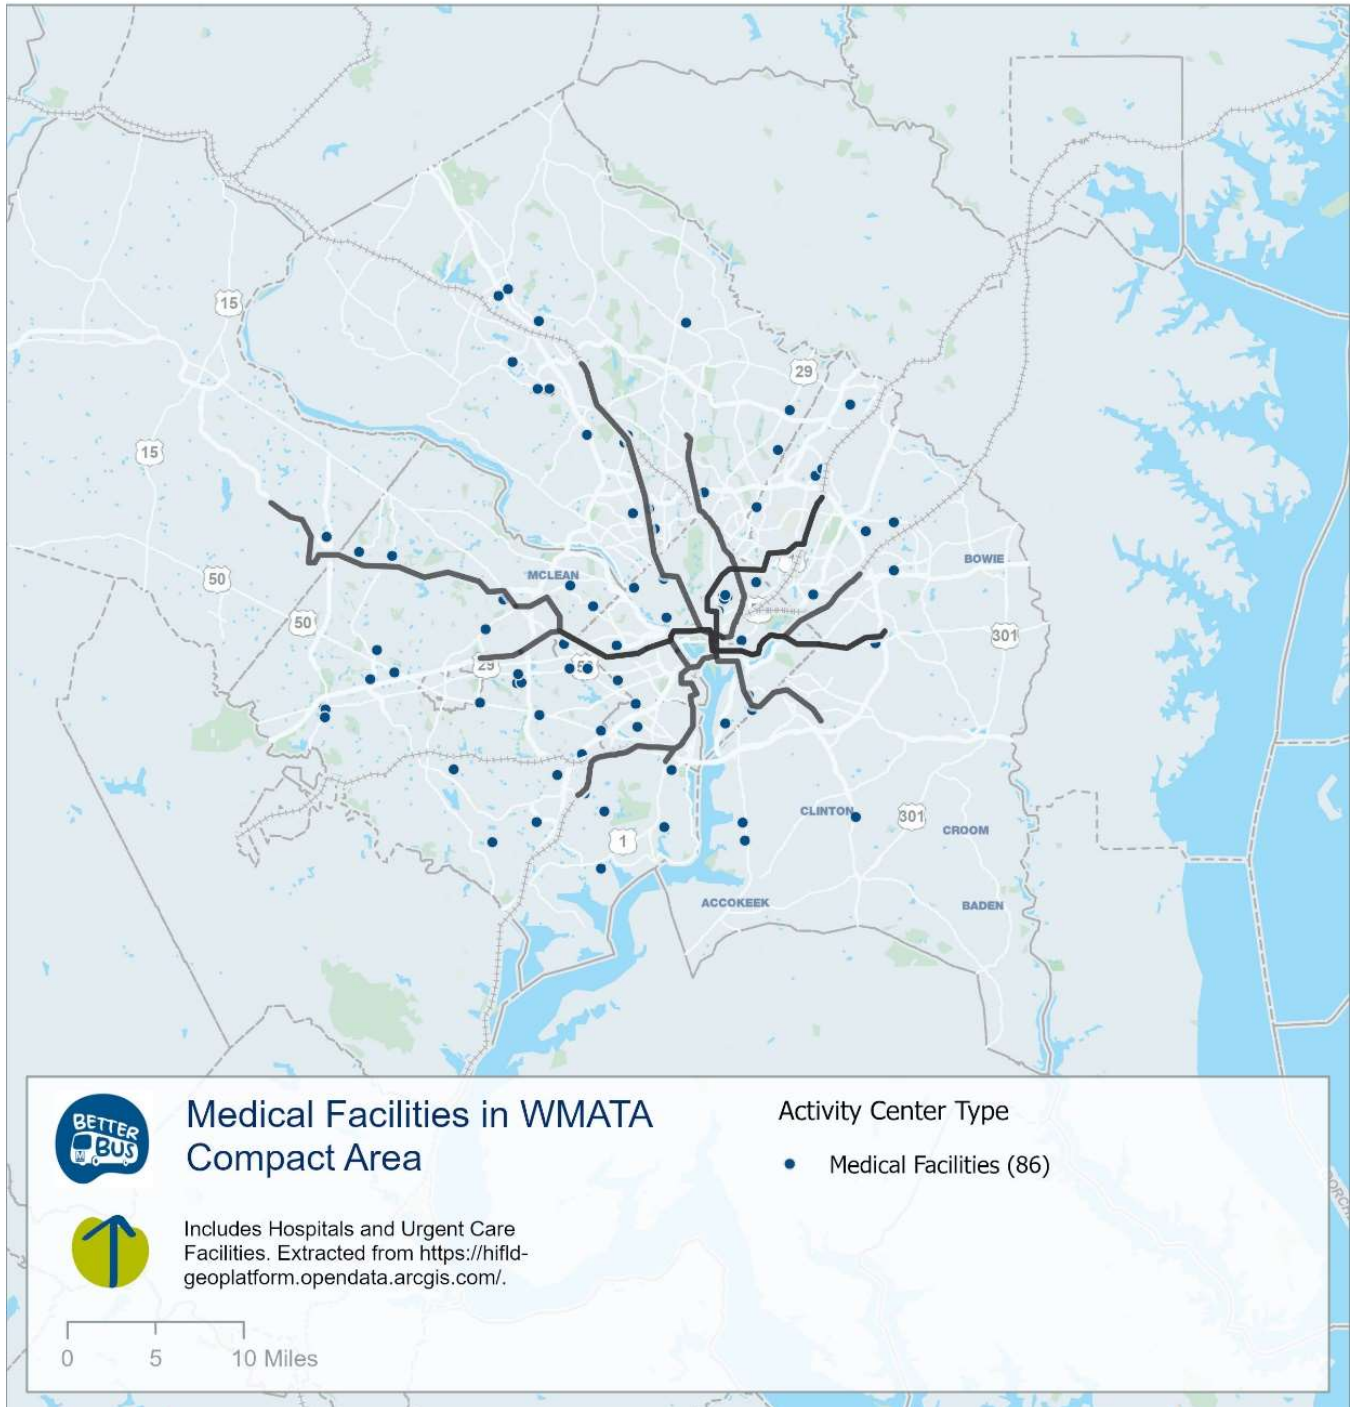 15
29
15
BOWIE
50
MCLEAN
50
301
29
CLINTON
301
CROOM
1
ACCOKEEK
BADEN
BETTER
BUS
M
Medical Facilities in WMATA
Compact Area
Includes Hospitals and Urgent Care
Facilities. Extracted from https://hifld-
geoplatform.opendata.arcgis.com/.
0 5 10 Miles
Activity Center Type
Medical Facilities (86)